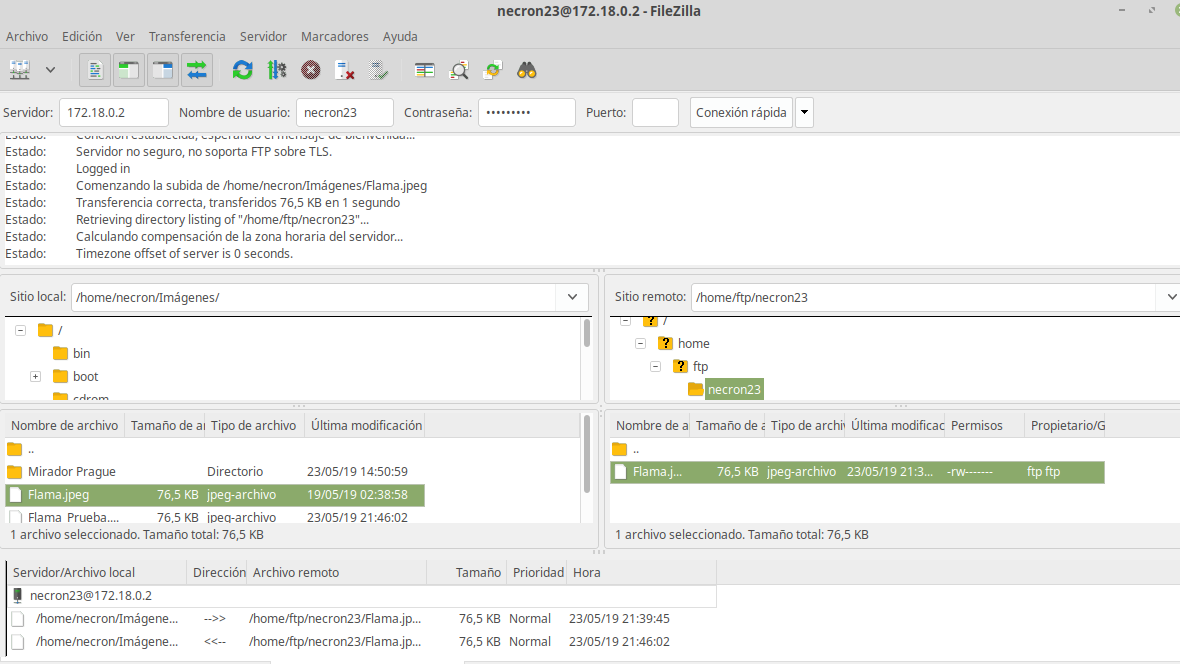 necron23@172.18.0.2 - FileZilla
Archivo Edición Ver Transferencia Servidor Marcadores Ayuda
Servidor: 172.18.0.2 Nombre de usuario: necron23 Contraseña: ••••••••• Puerto: Conexión rápida
Estado: Conexión establecida, esperando el mensaje de bienvenida...
Estado: Servidor no seguro, no soporta FTP sobre TLS.
Estado: Logged in
Estado: Comenzando la subida de /home/necron/Imágenes/Flama.jpeg
Estado: Transferencia correcta, transferidos 76,5 KB en 1 segundo
Estado: Retrieving directory listing of "/home/ftp/necron23"...
Estado: Calculando compensación de la zona horaria del servidor...
Estado: Timezone offset of server is 0 seconds.
Sitio local: /home/necron/Imágenes/
/
bin
boot
cdrom
Sitio remoto: /home/ftp/necron23
/
home
ftp
necron23
Nombre de archivo Tamaño de ar Tipo de archivo Última modificación
..
Mirador Prague Directorio 23/05/19 14:50:59
Flama.jpeg 76,5 KB jpeg-archivo 19/05/19 02:38:58
Flama_Prueba.... 76,5 KB jpeg-archivo 23/05/19 21:46:02
1 archivo seleccionado. Tamaño total: 76,5 KB
Nombre de a Tamaño de a Tipo de archiv Última modificac Permisos Propietario/G
..
Flama.j... 76,5 KB jpeg-archivo 23/05/19 21:3... -rw------- ftp ftp
1 archivo seleccionado. Tamaño total: 76,5 KB
Servidor/Archivo local Dirección Archivo remoto Tamaño Prioridad Hora
necron23@172.18.0.2
/home/necron/Imágene... -->> /home/ftp/necron23/Flama.jp... 76,5 KB Normal 23/05/19 21:39:45
/home/necron/Imágene... <<-- /home/ftp/necron23/Flama.jp... 76,5 KB Normal 23/05/19 21:46:02